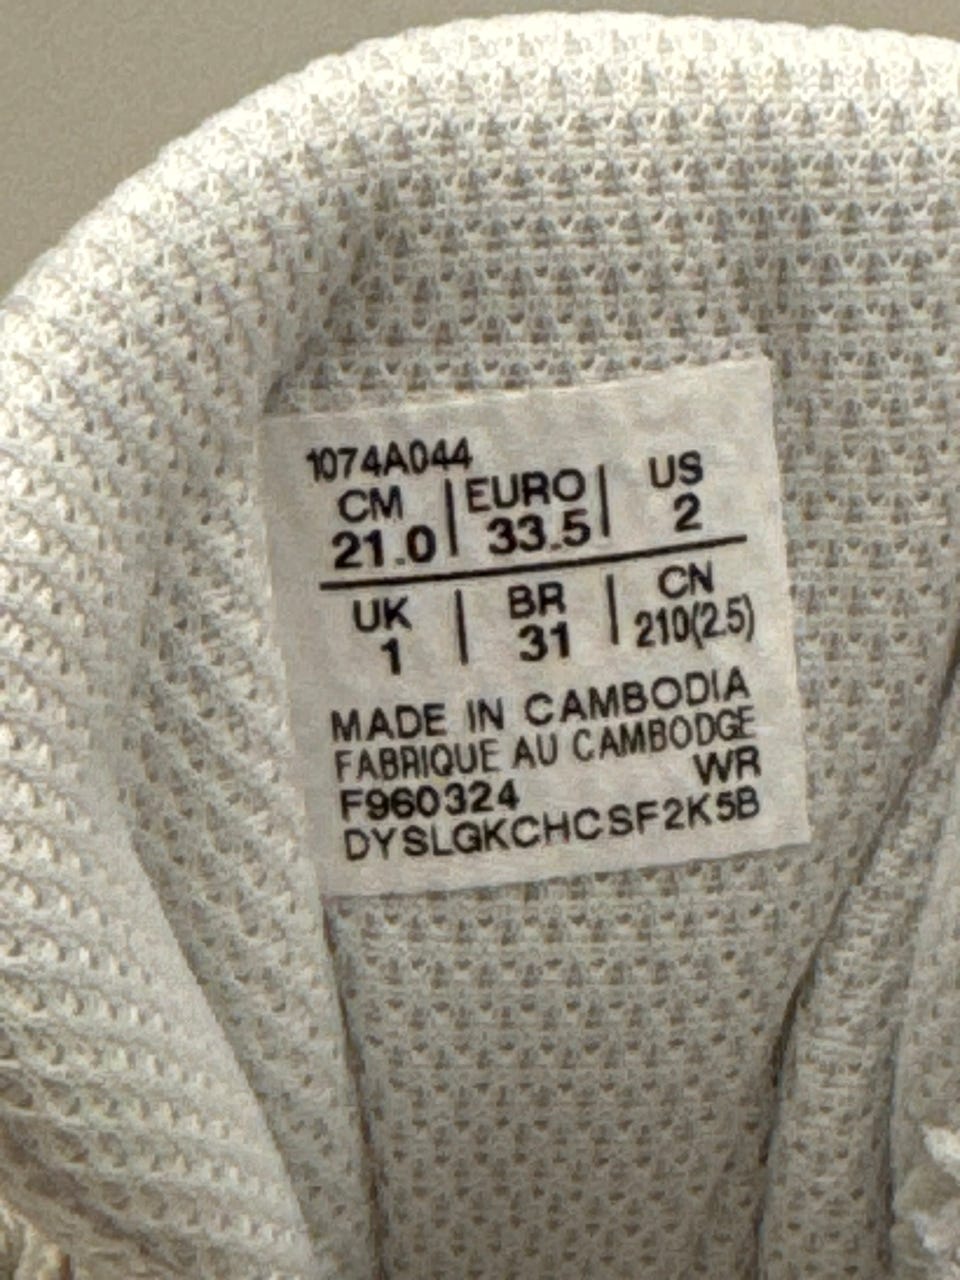 1074A044
CM | EURO | US
21.0 | 33.5 | 2
UK | BR | CN
1 | 31 | 210(2.5)
MADE IN CAMBODIA
FABRIQUE AU CAMBODGE
WR
F960324
DYSLGKCHCSF2K5B